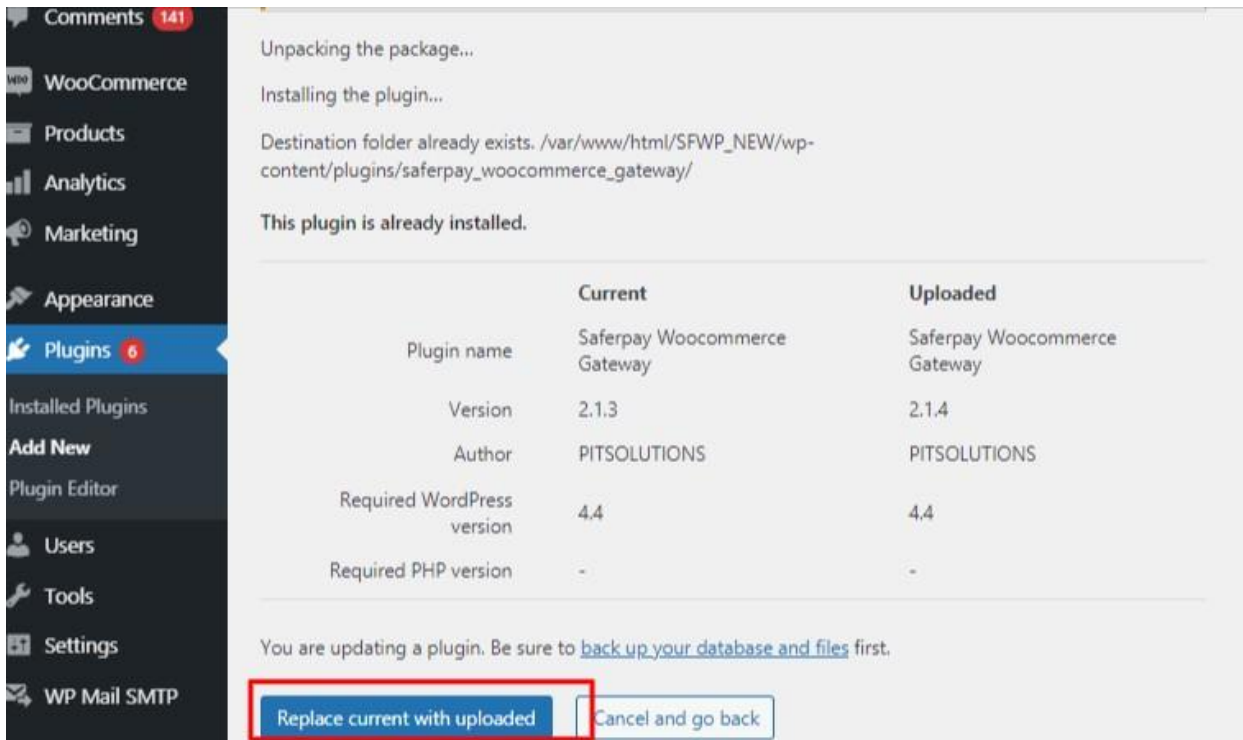 Comments 141
WooCommerce
Products
Analytics
Marketing
Appearance
Plugins 6
Installed Plugins
Add New
Plugin Editor
Users
Tools
Settings
WP Mail SMTP
Unpacking the package...
Installing the plugin...
Destination folder already exists. /var/www/html/SFWP_NEW/wp-
content/plugins/saferpay_woocommerce_gateway/
This plugin is already installed.
Current Uploaded
Plugin name Saferpay Woocommerce Saferpay Woocommerce
Gateway Gateway
Version 2.1.3 2.1.4
Author PITSOLUTIONS PITSOLUTIONS
Required WordPress
version 4.4 4.4
Required PHP version - -
You are updating a plugin. Be sure to back up your database and files first.
Replace current with uploaded Cancel and go back